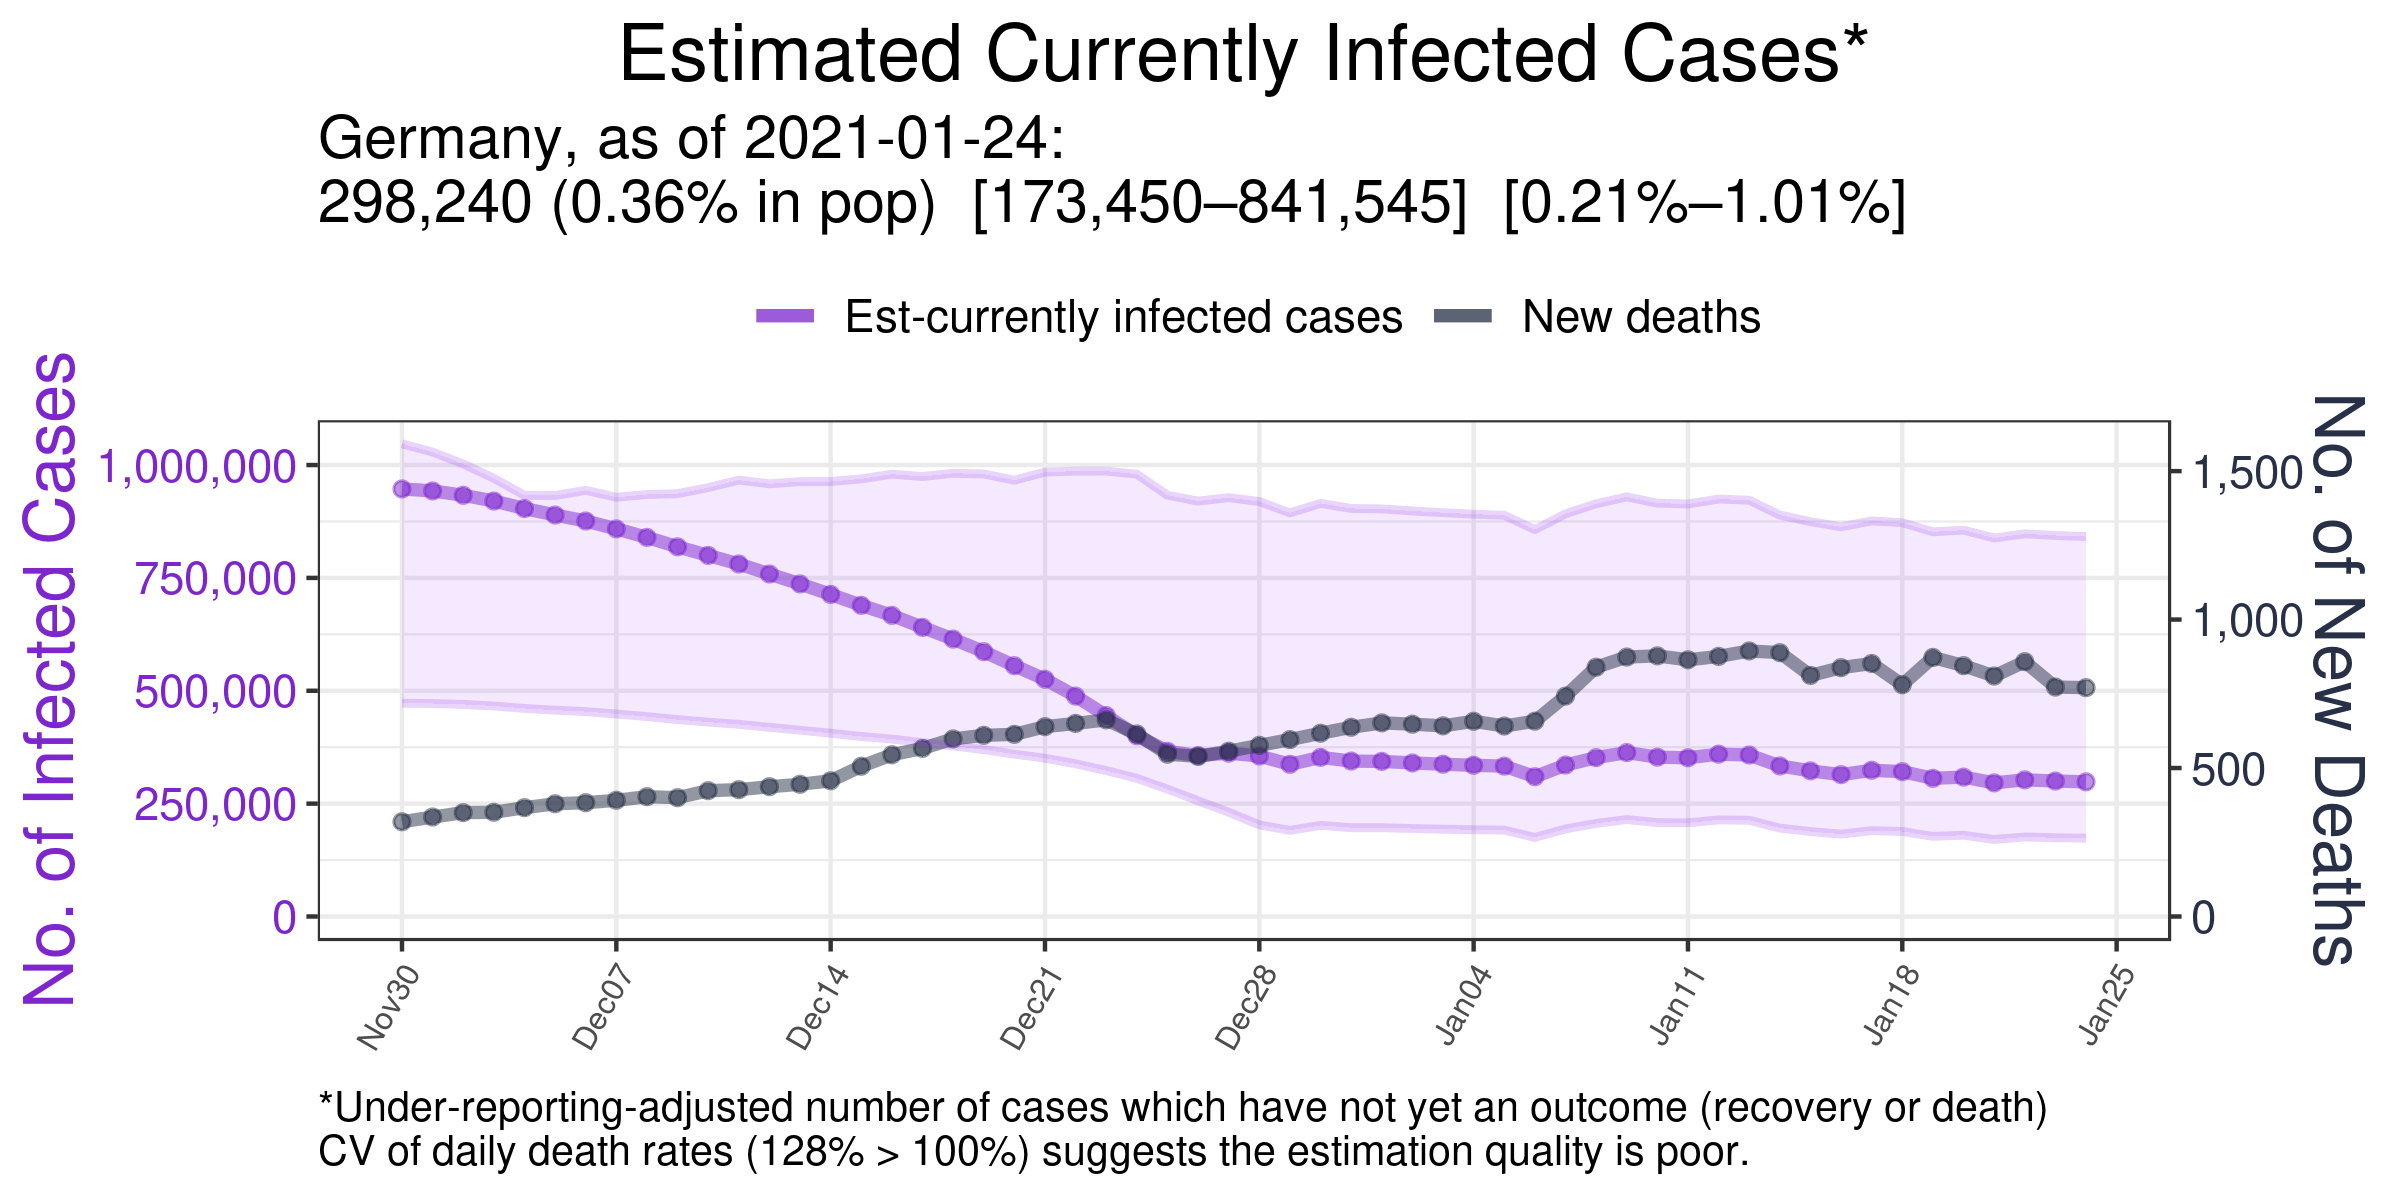 Estimated Currently Infected Cases*
Germany, as of 2021-01-24:
298,240 (0.36% in pop)  [173,450–841,545]  [0.21%–1.01%]
Est-currently infected cases
New deaths
No. of Infected Cases
1,000,000
750,000
500,000
250,000
0
1,500
1,000
500
0
No. of New Deaths
Nov30
Dec07
Dec14
Dec21
Dec28
Jan04
Jan11
Jan18
Jan25
*Under-reporting-adjusted number of cases which have not yet an outcome (recovery or death)
CV of daily death rates (128% > 100%) suggests the estimation quality is poor.